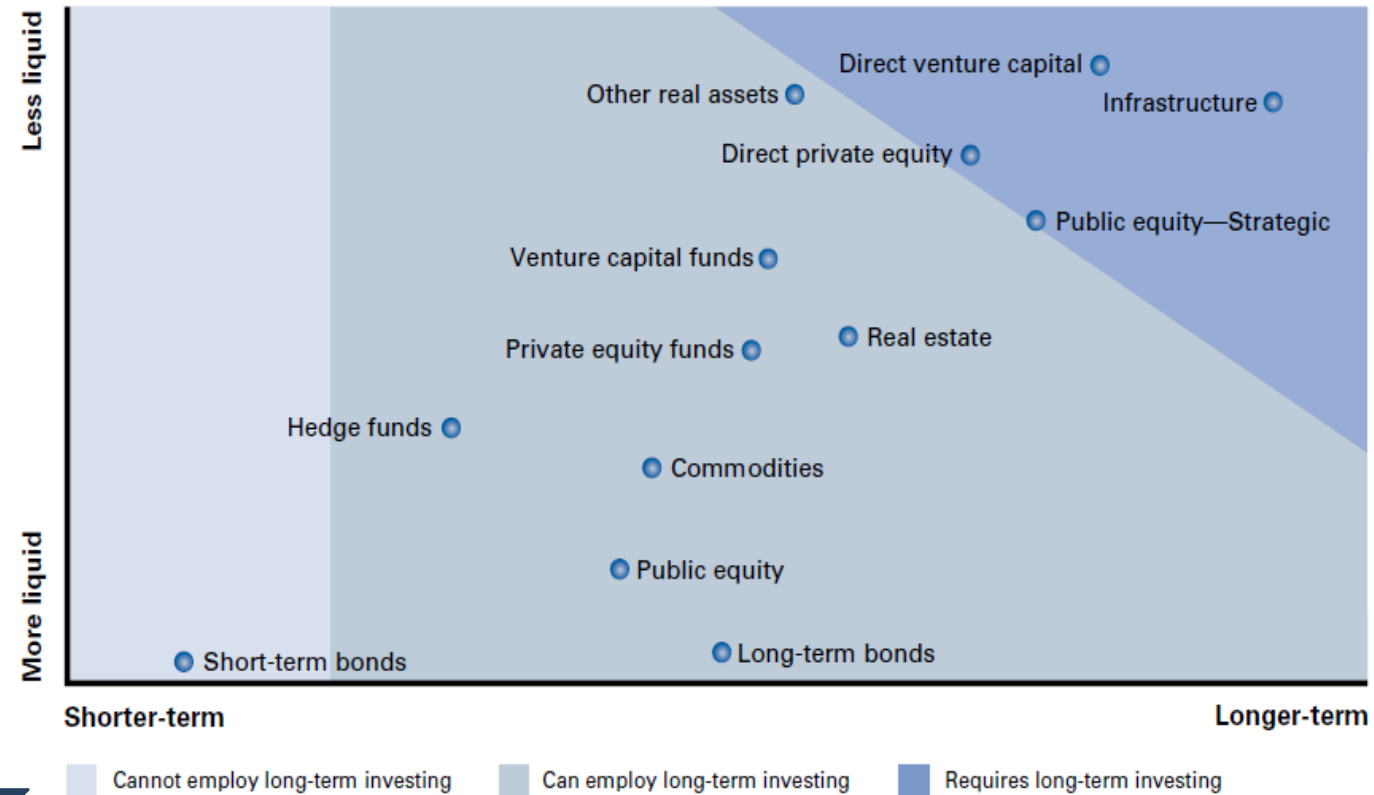 Less liquid
More liquid
Direct venture capital
Other real assets
Infrastructure
Direct private equity
Public equity—Strategic
Venture capital funds
Real estate
Private equity funds
Hedge funds
Commodities
Public equity
Long-term bonds
Short-term bonds
Shorter-term
Longer-term
Cannot employ long-term investing
Can employ long-term investing
Requires long-term investing